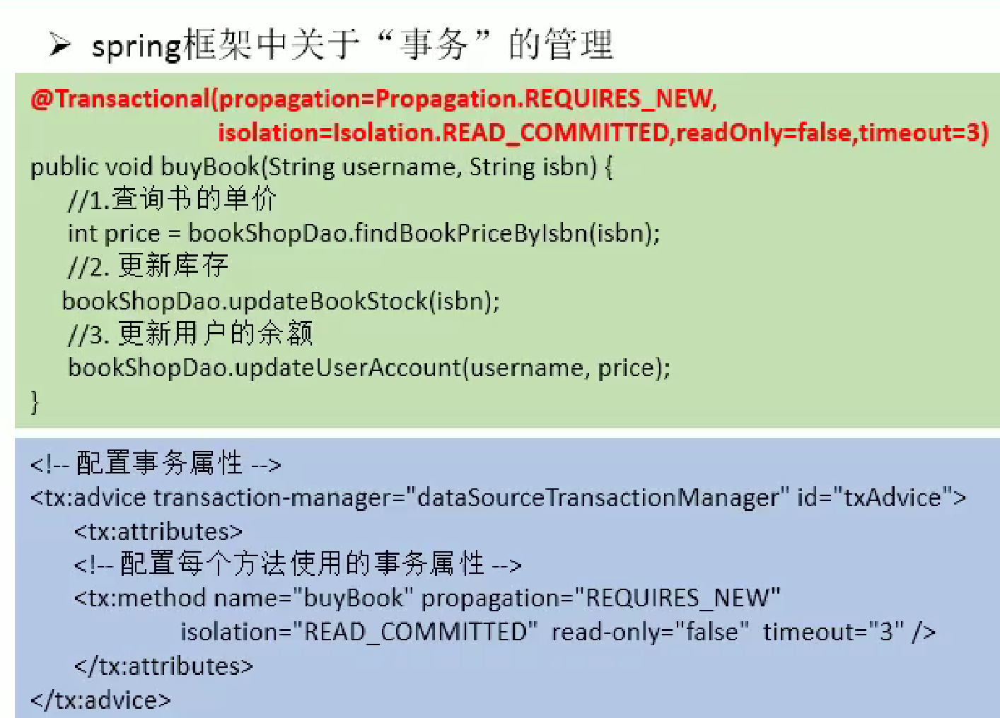 ➢ spring框架中关于“事务”的管理
@Transactional(propagation=Propagation.REQUIRES_NEW,
isolation=Isolation.READ_COMMITTED,readOnly=false,timeout=3)
public void buyBook(String username, String isbn) {
//1.查询书的单价
int price = bookShopDao.findBookPriceByIsbn(isbn);
//2. 更新库存
bookShopDao.updateBookStock(isbn);
//3. 更新用户的余额
bookShopDao.updateUserAccount(username, price);
}
<!-- 配置事务属性 -->
<tx:advice transaction-manager="dataSourceTransactionManager" id="txAdvice">
<tx:attributes>
<!-- 配置每个方法使用的事务属性 -->
<tx:method name="buyBook" propagation="REQUIRES_NEW"
isolation="READ_COMMITTED" read-only="false" timeout="3" />
</tx:attributes>
</tx:advice>